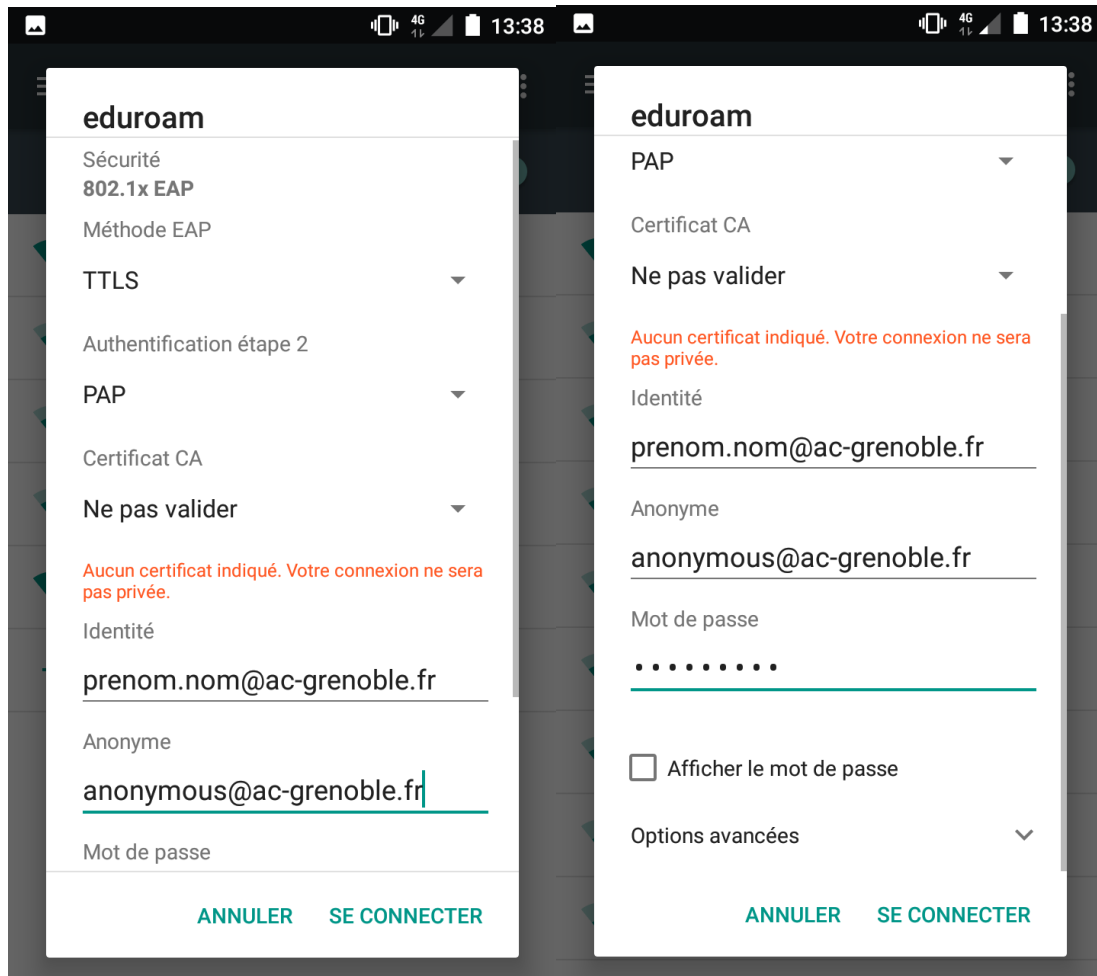 4G 13:38
eduroam
Sécurité
802.1x EAP
Méthode EAP
TTLS
Authentification étape 2
PAP
Certificat CA
Ne pas valider
Aucun certificat indiqué. Votre connexion ne sera
pas privée.
Identité
prenom.nom@ac-grenoble.fr
Anonyme
anonymous@ac-grenoble.fr
Mot de passe
ANNULER SE CONNECTER
4G 13:38
eduroam
PAP
Certificat CA
Ne pas valider
Aucun certificat indiqué. Votre connexion ne sera
pas privée.
Identité
prenom.nom@ac-grenoble.fr
Anonyme
anonymous@ac-grenoble.fr
Mot de passe
•••••••••
Afficher le mot de passe
Options avancées
ANNULER SE CONNECTER